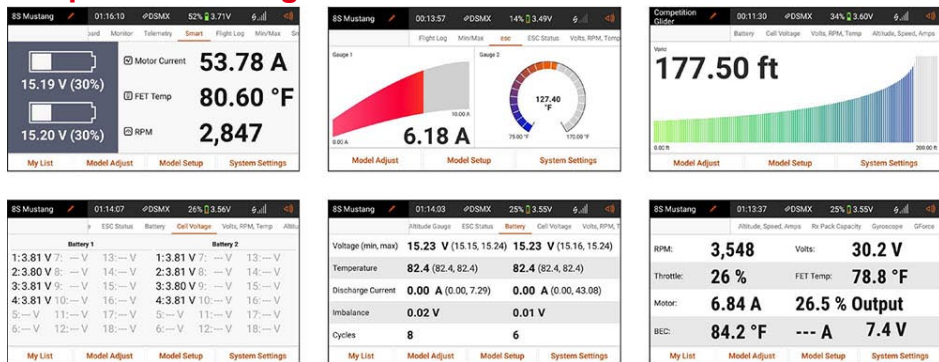 8S Mustang 01:16:10 DSMX 52% 3.71V
Monitor Telemetry Smart Flight Log Min/Max
Motor Current 53.78 A
15.19 V (30%)
FET Temp 80.60 °F
15.20 V (30%)
RPM 2,847
My List Model Adjust Model Setup System Settings
8S Mustang 00:13:57 DSMX 14% 3.49V
Flight Log Min/Max esc ESC Status Volts, RPM, Temp
Gauge 1 Gauge 2
127.40 °F
10.00 A
0.00 A 6.18 A 75.00 °F 170.00 °F
Model Adjust Model Setup System Settings
Competition Glider 00:11:30 DSMX 34% 3.60V
Battery Cell Voltage Volts, RPM, Temp Altitude, Speed, Amps
Vario
177.50 ft
0.00 ft 200.00 ft
Model Adjust Model Setup System Settings
8S Mustang 01:14:07 DSMX 26% 3.56V
ESC Status Battery Cell Voltage Volts, RPM, Temp
Battery 1 Battery 2
1:3.81 V 7: --- V 13:--- V 1:3.81 V 7: --- V 13:--- V
2:3.80 V 8: --- V 14:--- V 2:3.81 V 8: --- V 14:--- V
3:3.81 V 9: --- V 15:--- V 3:3.80 V 9: --- V 15:--- V
4:3.81 V 10:--- V 16:--- V 4:3.81 V 10:--- V 16:--- V
5:--- V 11:--- V 17:--- V 5:--- V 11:--- V 17:--- V
6:--- V 12:--- V 18:--- V 6:--- V 12:--- V 18:--- V
My List Model Adjust Model Setup System Settings
8S Mustang 01:14:03 DSMX 25% 3.55V
Altitude Gauge ESC Status Battery Cell Voltage Volts, RPM, T
Voltage (min, max) 15.23 V (15.15, 15.24) 15.23 V (15.16, 15.24)
Temperature 82.4 (82.4, 82.4) 82.4 (82.4, 82.4)
Discharge Current 0.00 A (0.00, 7.29) 0.00 A (0.00, 43.08)
Imbalance 0.02 V 0.01 V
Cycles 8 6
My List Model Adjust Model Setup System Settings
8S Mustang 01:13:37 DSMX 25% 3.55V
Altitude, Speed, Amps Rx Pack Capacity Gyroscope GForce
RPM: 3,548 Volts: 30.2 V
Throttle: 26 % FET Temp: 78.8 °F
Motor: 6.84 A 26.5 % Output
BEC: 84.2 °F --- A 7.4 V
My List Model Adjust Model Setup System Settings